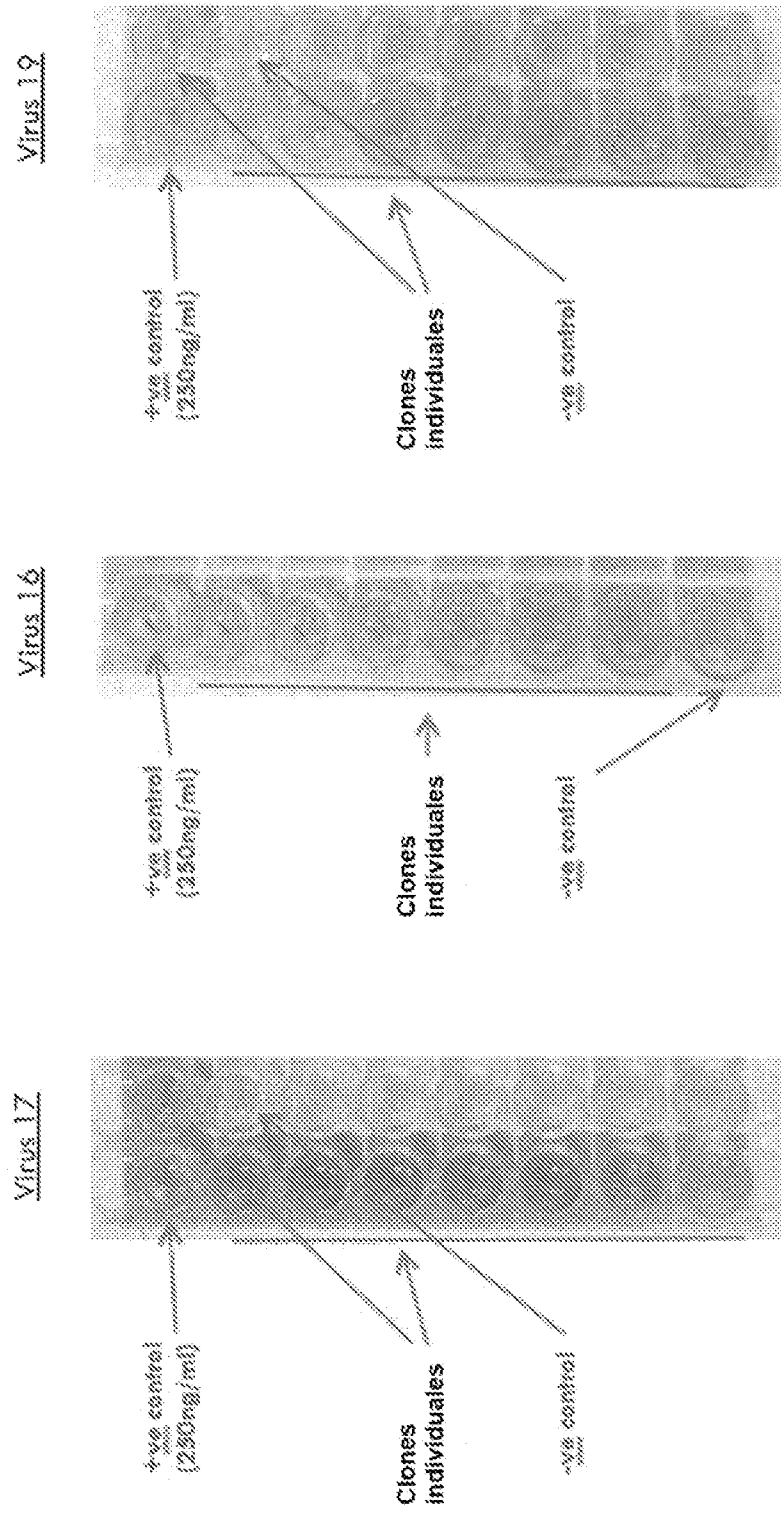 Virus 17
+ve control
(250ng/ml)
Clones
individuales
-ve control
Virus 16
+ve control
(250ng/ml)
Clones
individuales
-ve control
Virus 19
+ve control
(250ng/ml)
Clones
individuales
-ve control